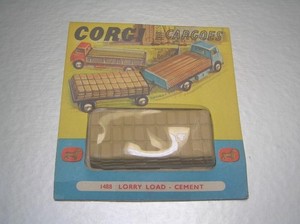 CORGI CARGOES
1488 LORRY LOAD - CEMENT